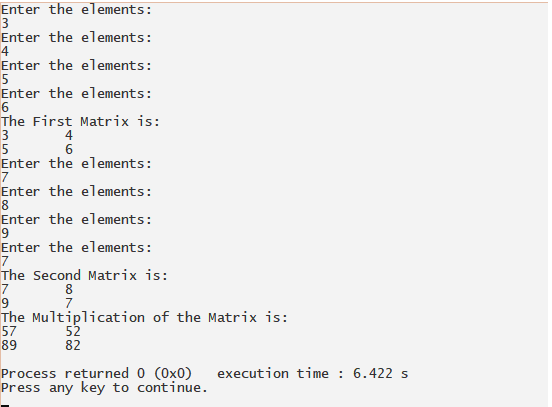 Enter the elements:
3
Enter the elements:
4
Enter the elements:
5
Enter the elements:
6
The First Matrix is:
3 4
5 6
Enter the elements:
7
Enter the elements:
8
Enter the elements:
9
Enter the elements:
7
The Second Matrix is:
7 8
9 7
The Multiplication of the Matrix is:
57 52
89 82
Process returned 0 (0x0) execution time : 6.422 s
Press any key to continue.